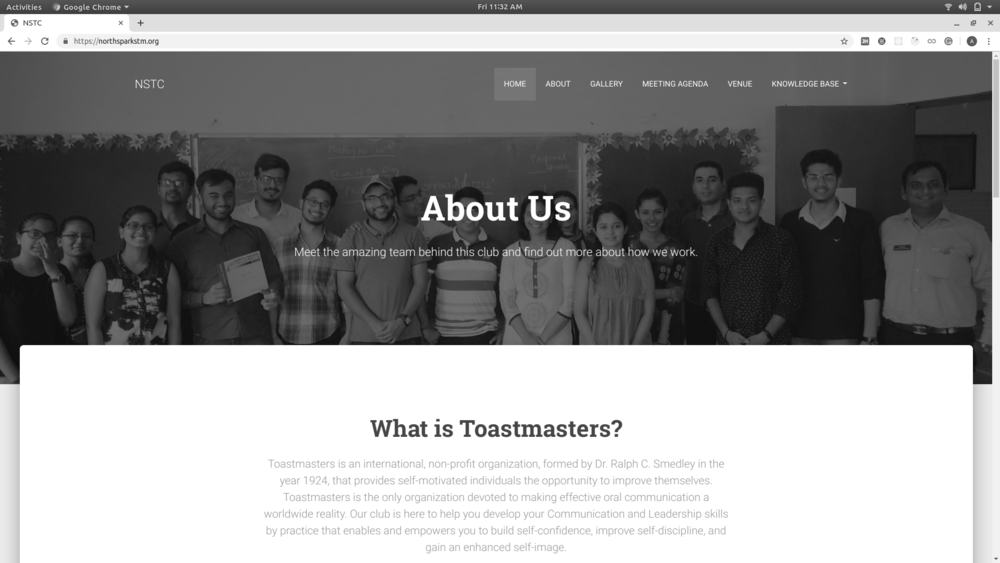 Activities Google Chrome Fri 11:32 AM
NSTC
https://northsparkstm.org A
NSTC HOME ABOUT GALLERY MEETING AGENDA VENUE KNOWLEDGE BASE
About Us
Meet the amazing team behind this club and find out more about how we work.
What is Toastmasters?
Toastmasters is an international, non-profit organization, formed by Dr. Ralph C. Smedley in the
year 1924, that provides self-motivated individuals the opportunity to improve themselves.
Toastmasters is the only organization devoted to making effective oral communication a
worldwide reality. Our club is here to help you develop your Communication and Leadership skills
by practice that enables and empowers you to build self-confidence, improve self-discipline, and
gain an enhanced self-image.